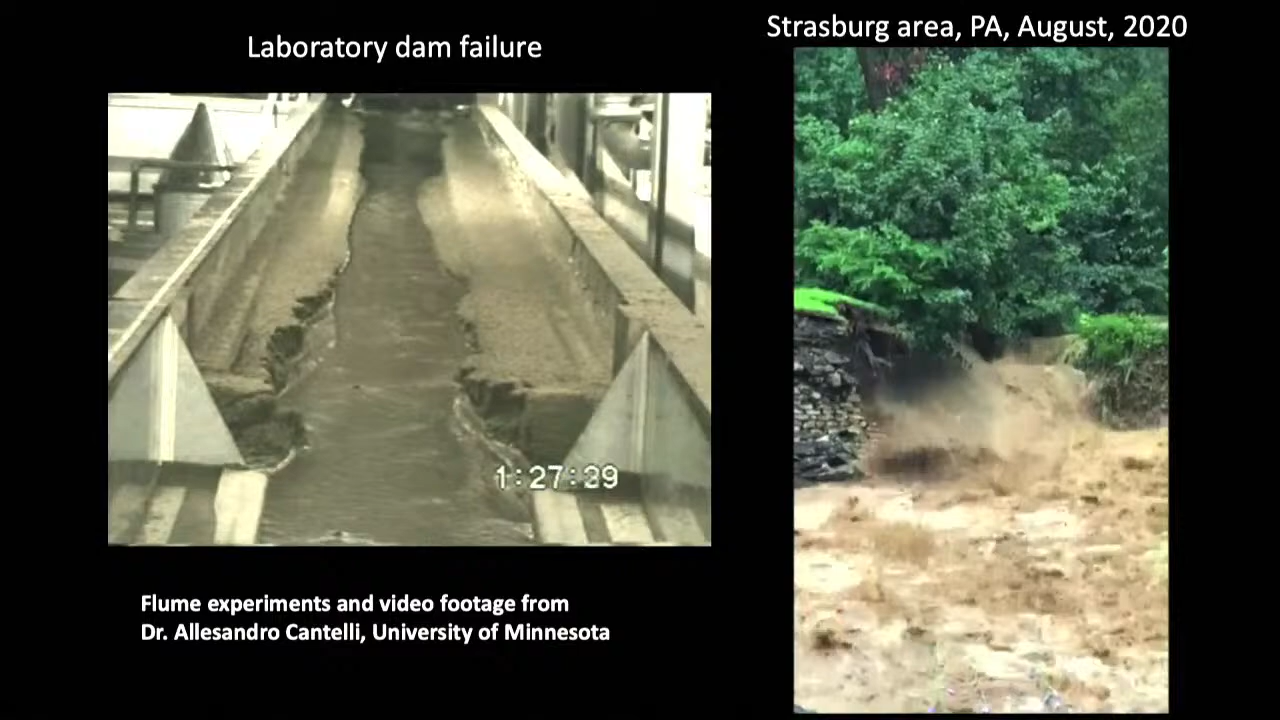 Laboratory dam failure
Strasburg area, PA, August, 2020
1:27:39
Flume experiments and video footage from
Dr. Allesandro Cantelli, University of Minnesota